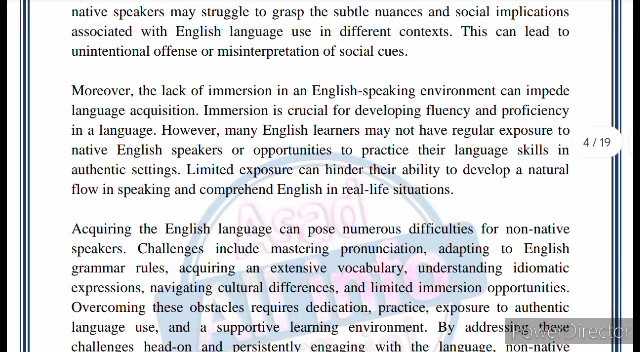 native speakers may struggle to grasp the subtle nuances and social implications
associated with English language use in different contexts. This can lead to
unintentional offense or misinterpretation of social cues.
Moreover, the lack of immersion in an English-speaking environment can impede
language acquisition. Immersion is crucial for developing fluency and proficiency
in a language. However, many English learners may not have regular exposure to
native English speakers or opportunities to practice their language skills in
4 / 19
authentic settings. Limited exposure can hinder their ability to develop a natural
flow in speaking and comprehend English in real-life situations.
Asad
All Info
Acquiring the English language can pose numerous difficulties for non-native
speakers. Challenges include mastering pronunciation, adapting to English
grammar rules, acquiring an extensive vocabulary, understanding idiomatic
expressions, navigating cultural differences, and limited immersion opportunities.
Overcoming these obstacles requires dedication, practice, exposure to authentic
language use, and a supportive learning environment. By addressing these
PowerDirector
challenges head-on and persistently engaging with the language, non-native